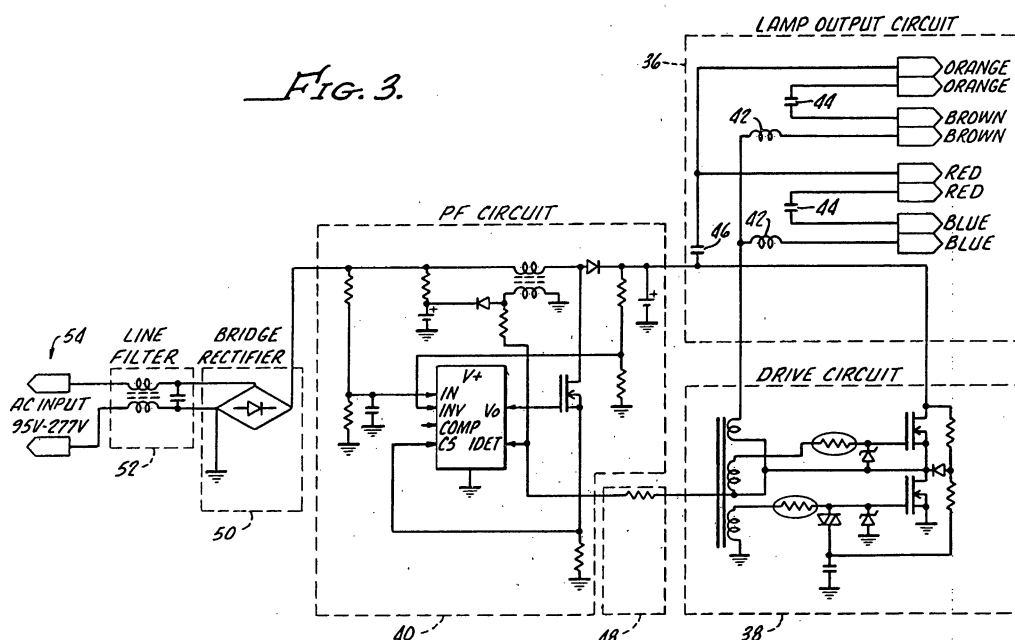 LAMP OUTPUT CIRCUIT
36
FIG. 3.
ORANGE
ORANGE
44
BROWN
42
BROWN
RED
RED
44
BLUE
42
BLUE
46
PF CIRCUIT
54
LINE FILTER
BRIDGE RECTIFIER
AC INPUT
95V-277V
52
50
V+
IN
INV
Vo
COMP
CS
IDET
DRIVE CIRCUIT
40
48
38